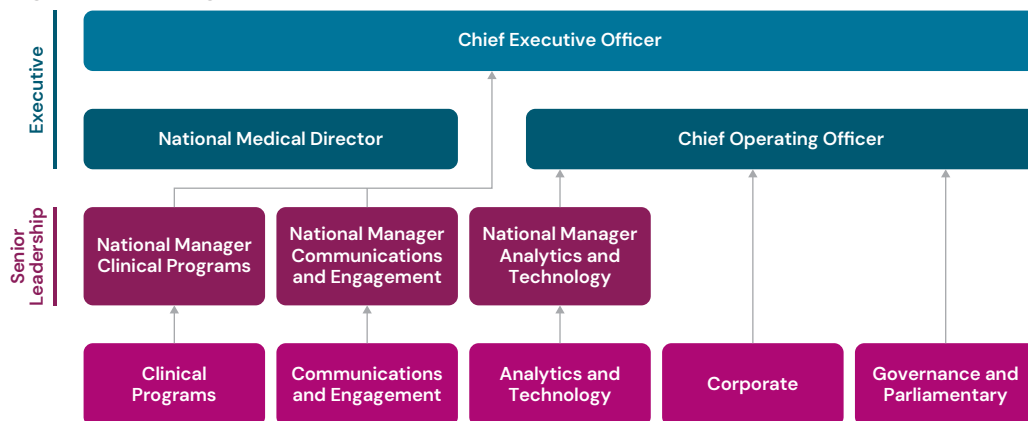 Executive
Chief Executive Officer
National Medical Director
Chief Operating Officer
Senior
Leadership
National Manager
Clinical Programs
National Manager
Communications
and Engagement
National Manager
Analytics and
Technology
Clinical
Programs
Communications
and Engagement
Analytics and
Technology
Corporate
Governance and
Parliamentary